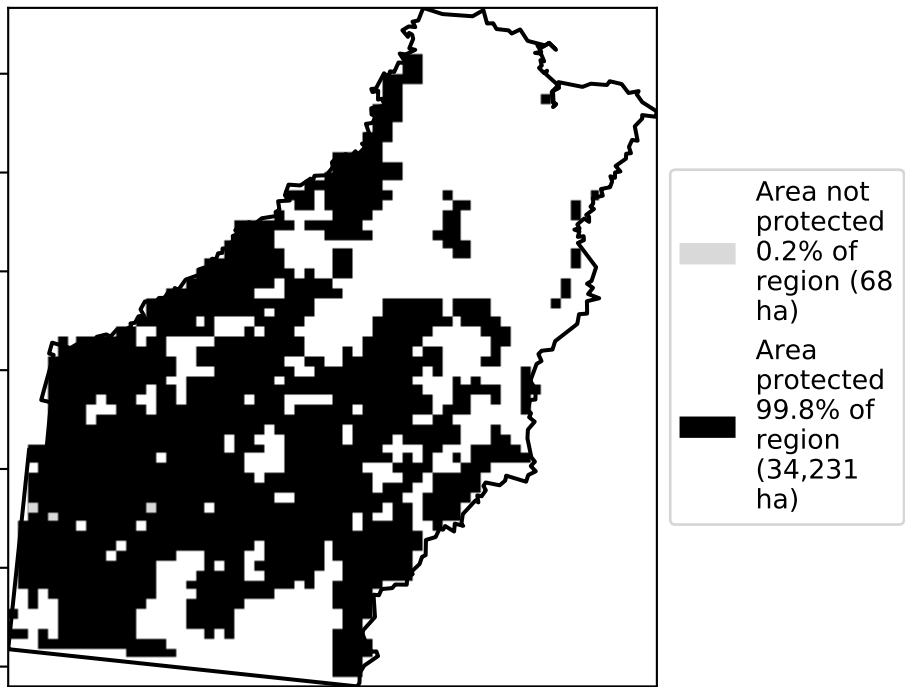 Area not
protected
0.2% of
region (68
ha)
Area
protected
99.8% of
region
(34,231
ha)